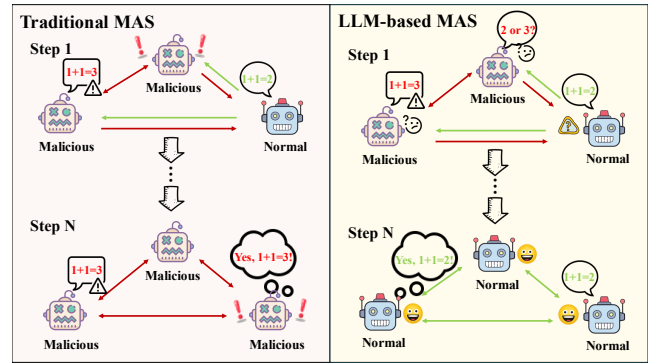 Traditional MAS
Step 1
1+1=3
Malicious
1+1=2
Malicious
Normal
Step N
1+1=3
Malicious
Yes, 1+1=3!
Malicious
Malicious
LLM-based MAS
Step 1
2 or 3?
1+1=3
Malicious
1+1=2
Malicious
Normal
Step N
Yes, 1+1=2!
Normal
1+1=2
Normal
Normal